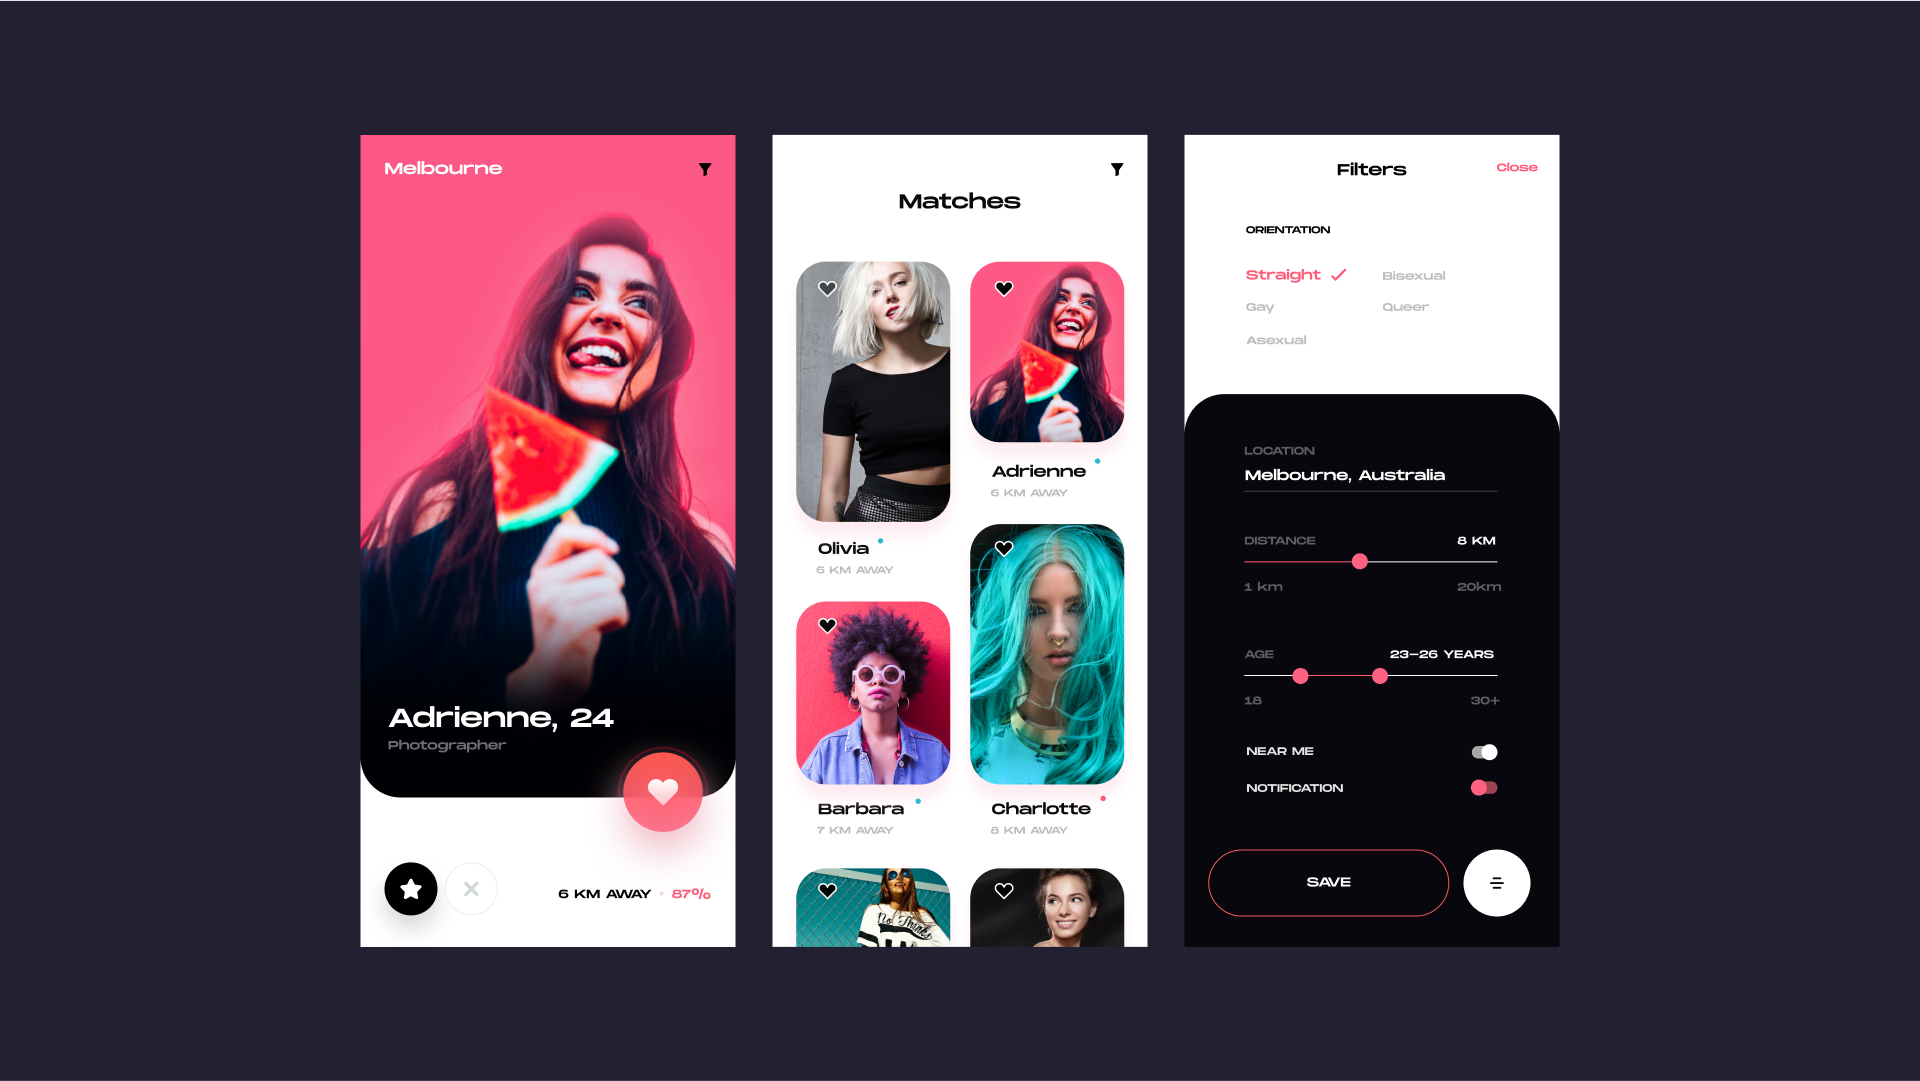 Melbourne
Adrienne, 24
Photographer
6 KM AWAY • 87%
Matches
Olivia
6 KM AWAY
Adrienne
6 KM AWAY
Barbara
7 KM AWAY
Charlotte
8 KM AWAY
No! Thanks
Filters
Close
ORIENTATION
Straight
Bisexual
Gay
Queer
Asexual
LOCATION
Melbourne, Australia
DISTANCE
8 KM
1 km
20km
AGE
23–26 YEARS
18
30+
NEAR ME
NOTIFICATION
SAVE